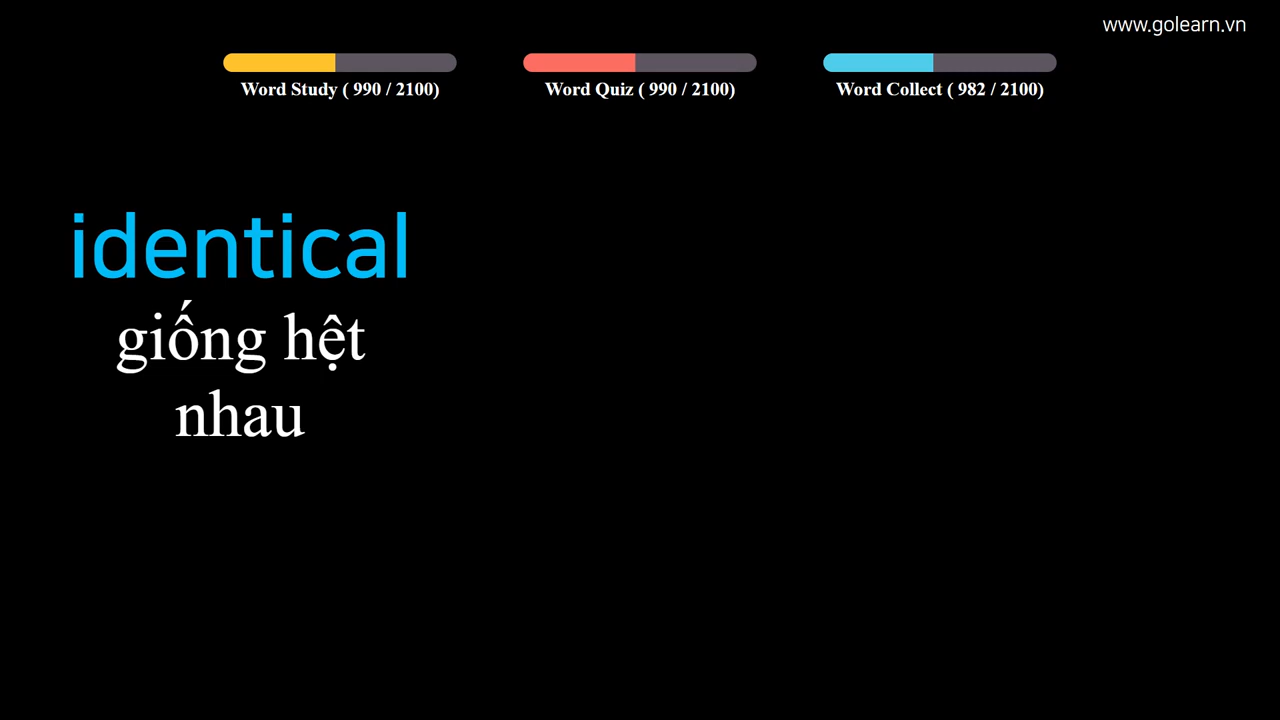 www.golearn.vn
Word Study ( 990 / 2100)
Word Quiz ( 990 / 2100)
Word Collect ( 982 / 2100)
identical
giống hệt
nhau